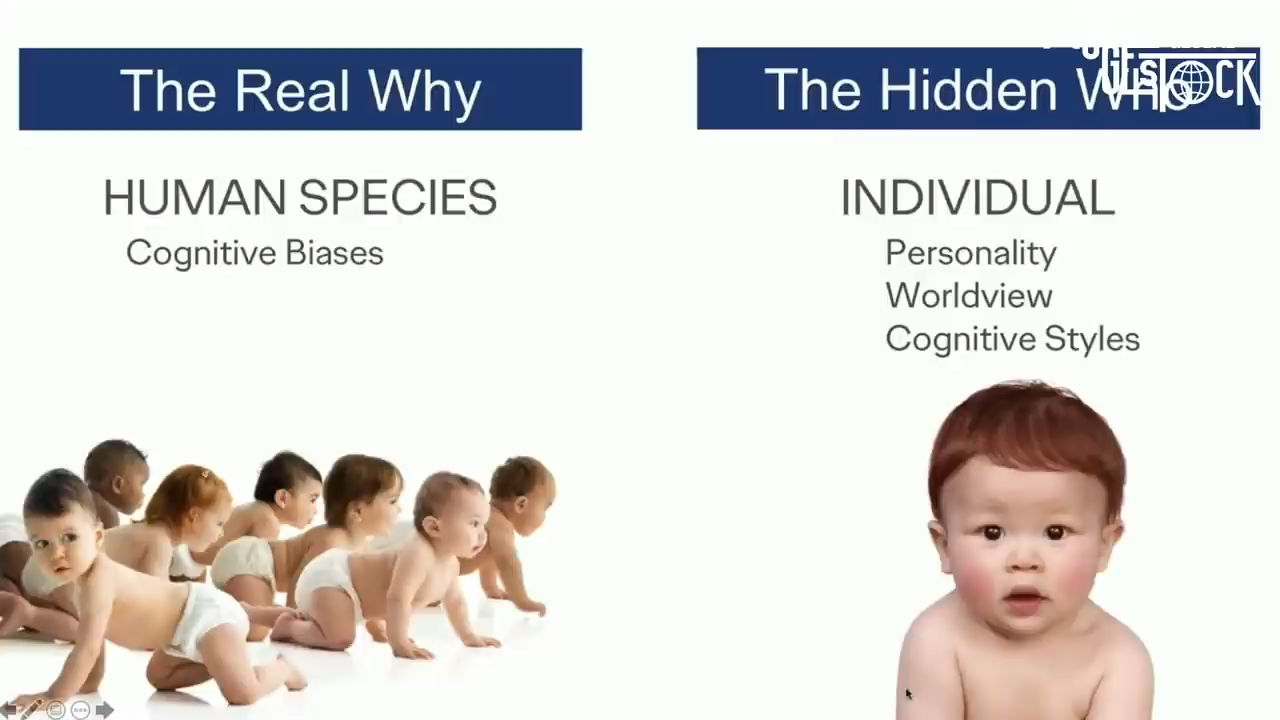 The Real Why
HUMAN SPECIES
Cognitive Biases
The Hidden Who
INDIVIDUAL
Personality
Worldview
Cognitive Styles